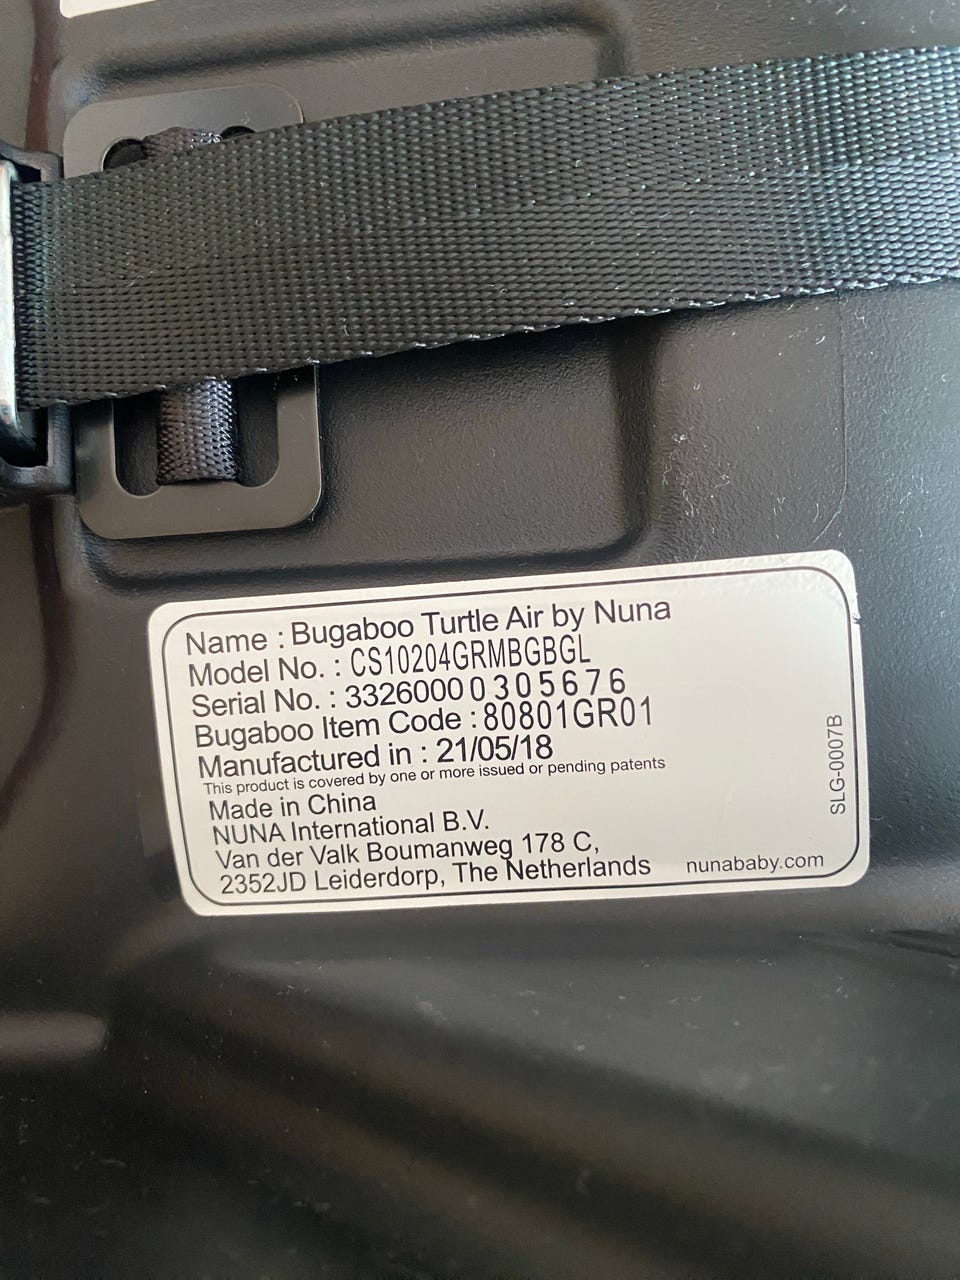 Name : Bugaboo Turtle Air by Nuna
Model No. : CS10204GRMBGBGL
Serial No. : 33260000305676
Bugaboo Item Code : 80801GR01
Manufactured in : 21/05/18
This product is covered by one or more issued or pending patents
Made in China
NUNA International B.V.
Van der Valk Boumanweg 178 C,
2352JD Leiderdorp, The Netherlands
nunababy.com
SLG-0007B